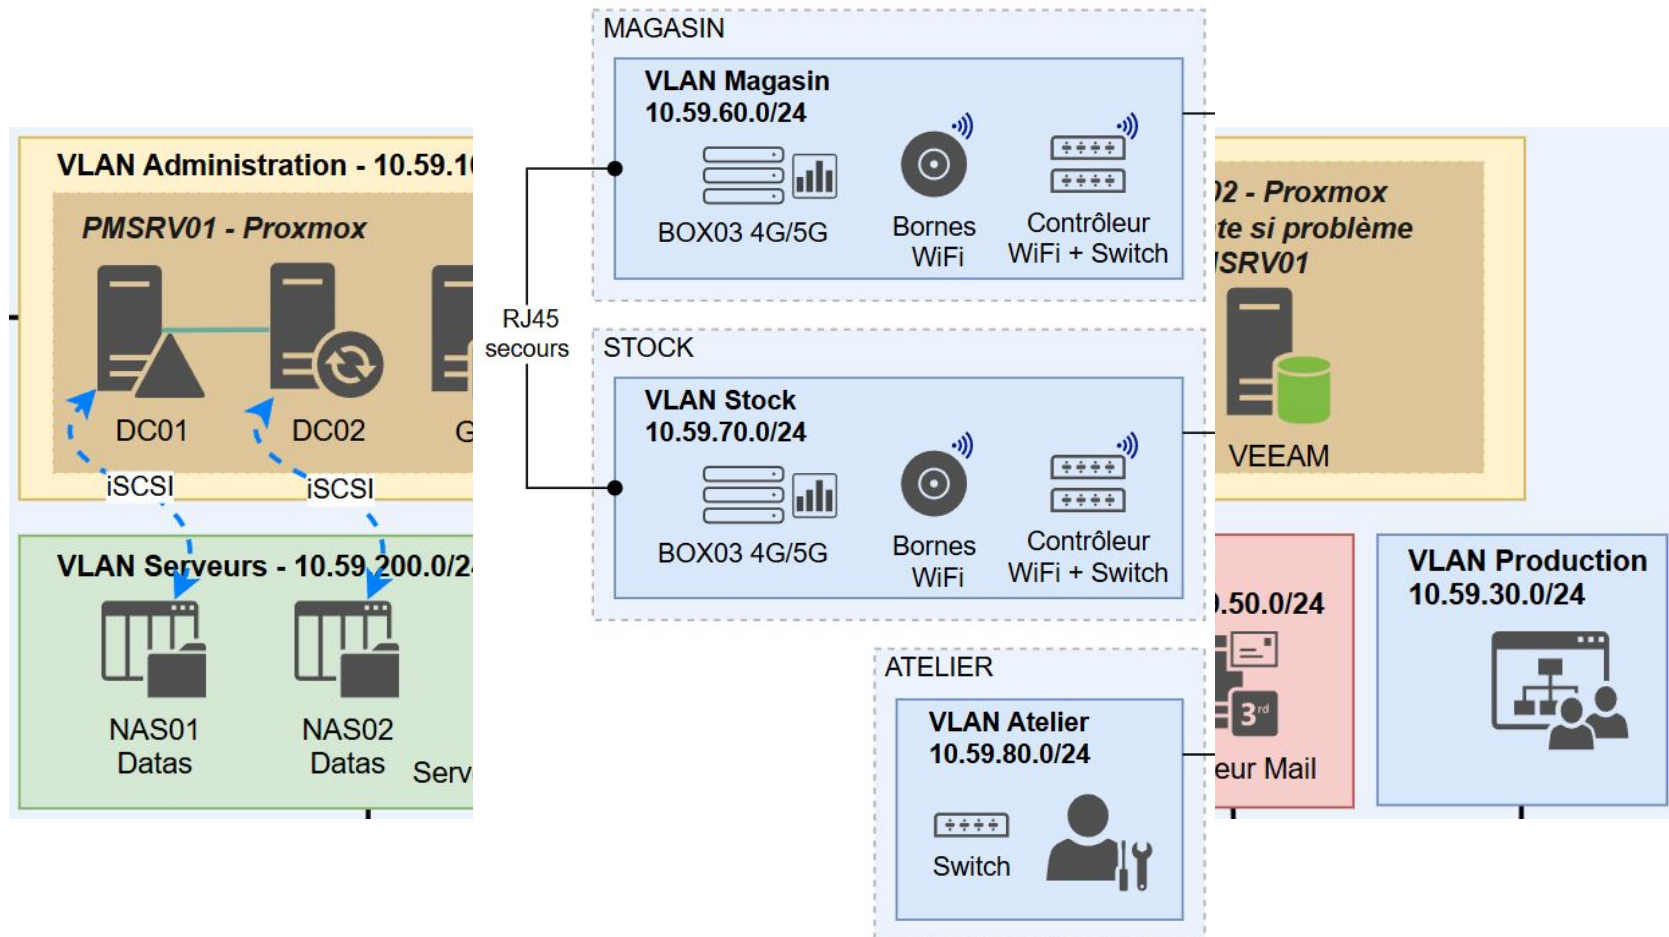 MAGASIN
VLAN Magasin
10.59.60.0/24
BOX03 4G/5G
Bornes
WiFi
Contrôleur
WiFi + Switch
RJ45
secours
STOCK
VLAN Stock
10.59.70.0/24
BOX03 4G/5G
Bornes
WiFi
Contrôleur
WiFi + Switch
ATELIER
VLAN Atelier
10.59.80.0/24
Switch
VLAN Administration - 10.59.10
PMSRV01 - Proxmox
DC01
DC02
G
iSCSI
iSCSI
VLAN Serveurs - 10.59.200.0/24
NAS01
Datas
NAS02
Datas
Serv
02 - Proxmox
te si problème
MSRV01
VEEAM
.50.0/24
3rd
eur Mail
VLAN Production
10.59.30.0/24